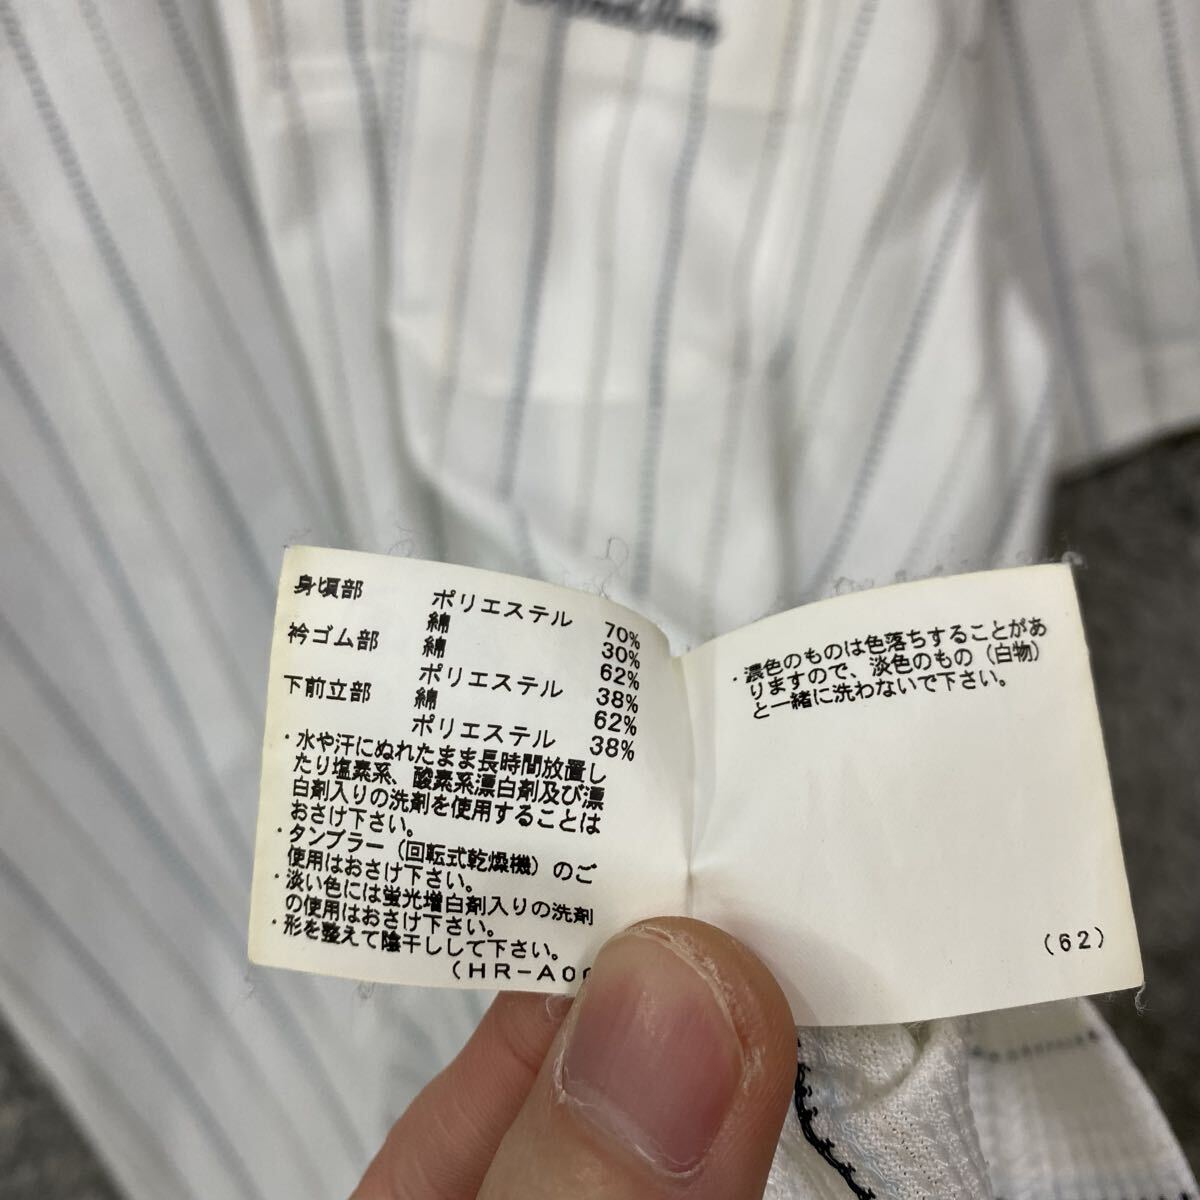 身頃部 ポリエステル 70%
綿 30%
衿ゴム部 綿 62%
ポリエステル 38%
下前立部 綿 62%
ポリエステル 38%
・水や汗にぬれたまま長時間放置し
たり塩素系、酸素系漂白剤及び漂
白剤入りの洗剤を使用することは
おさけ下さい。
・タンブラー(回転式乾燥機)のご
使用はおさけ下さい。
・淡い色には蛍光増白剤入りの洗剤
の使用はおさけ下さい。
・形を整えて陰干しして下さい。
(HR-A00
・濃色のものは色落ちすることがあ
りますので、淡色のもの(白物)
と一緒に洗わないで下さい。
(62)